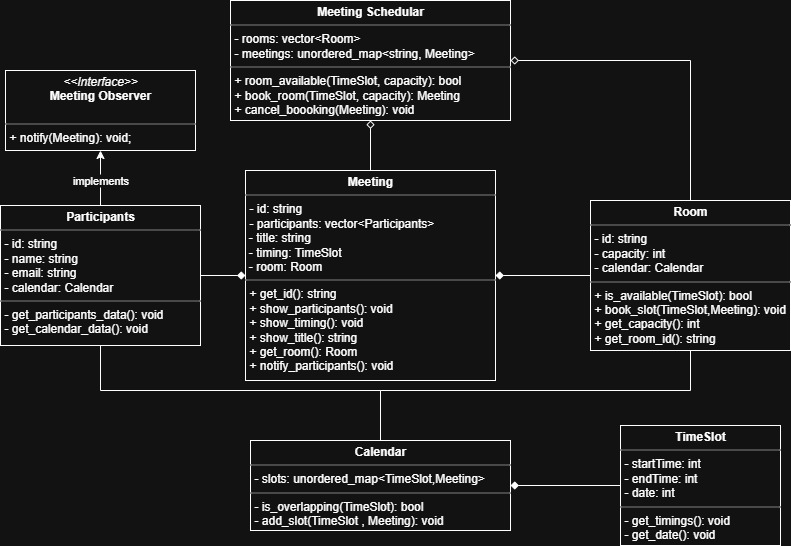 Meeting Schedular
- rooms: vector<Room>
- meetings: unordered_map<string, Meeting>
+ room_available(TimeSlot, capacity): bool
+ book_room(TimeSlot, capacity): Meeting
+ cancel_boooking(Meeting): void
<<Interface>>
Meeting Observer
+ notify(Meeting): void;
implements
Participants
- id: string
- name: string
- email: string
- calendar: Calendar
- get_participants_data(): void
- get_calendar_data(): void
Meeting
- id: string
- participants: vector<Participants>
- title: string
- timing: TimeSlot
- room: Room
+ get_id(): string
+ show_participants(): void
+ show_timing(): void
+ show_title(): string
+ get_room(): Room
+ notify_participants(): void
Room
- id: string
- capacity: int
- calendar: Calendar
+ is_available(TimeSlot): bool
+ book_slot(TimeSlot,Meeting): void
+ get_capacity(): int
+ get_room_id(): string
Calendar
- slots: unordered_map<TimeSlot,Meeting>
- is_overlapping(TimeSlot): bool
- add_slot(TimeSlot , Meeting): void
TimeSlot
- startTime: int
- endTime: int
- date: int
- get_timings(): void
- get_date(): void